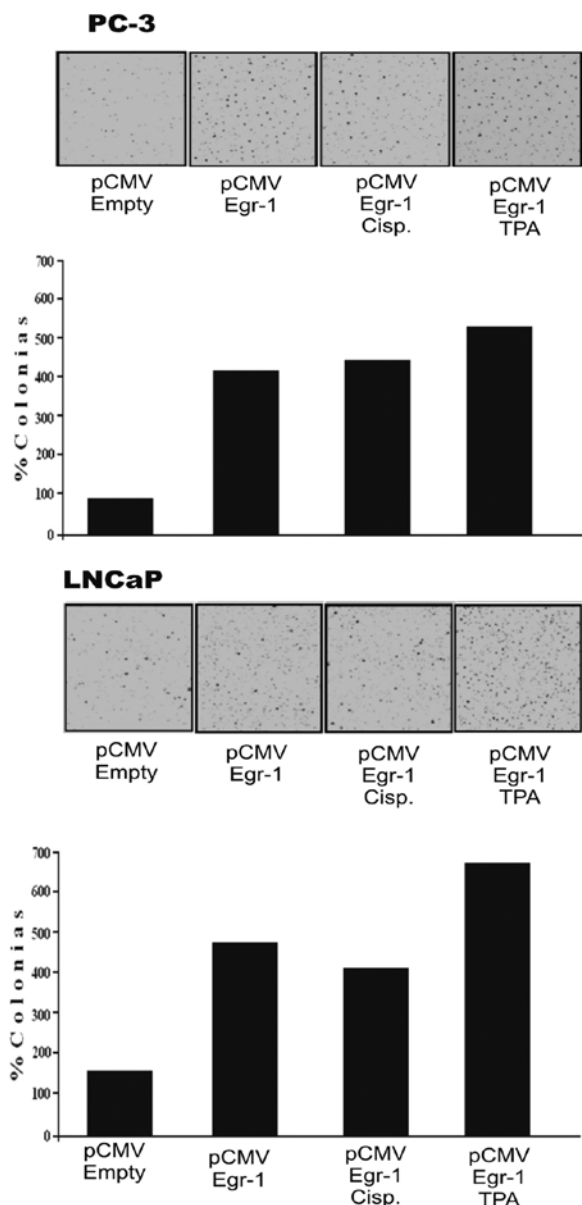 PC-3
pCMV pCMV pCMV pCMV
Empty Egr-1 Egr-1 Egr-1
Cisp. TPA
700
600
500
400
300
200
100
0
%Colonias
LNCaP
pCMV pCMV pCMV pCMV
Empty Egr-1 Egr-1 Egr-1
Cisp. TPA
700
600
500
400
300
200
100
0
%Colonias
pCMV pCMV pCMV pCMV
Empty Egr-1 Egr-1 Egr-1
Cisp. TPA